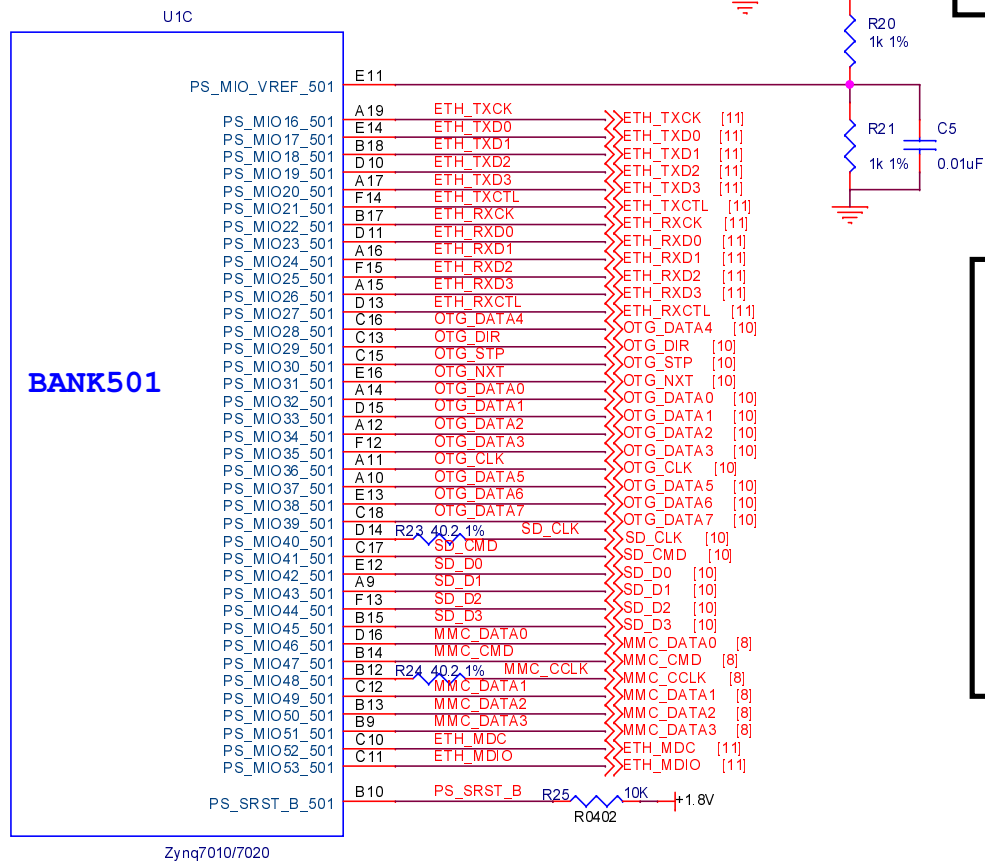 U1C
R20
1k 1%
PS_MIO_VREF_501 E11
R21
1k 1%
C5
0.01uF
PS_MIO16_501 A19 ETH_TXCK ETH_TXCK [11]
PS_MIO17_501 E14 ETH_TXD0 ETH_TXD0 [11]
PS_MIO18_501 B18 ETH_TXD1 ETH_TXD1 [11]
PS_MIO19_501 D10 ETH_TXD2 ETH_TXD2 [11]
PS_MIO20_501 A17 ETH_TXD3 ETH_TXD3 [11]
PS_MIO21_501 F14 ETH_TXCTL ETH_TXCTL [11]
PS_MIO22_501 B17 ETH_RXCK ETH_RXCK [11]
PS_MIO23_501 D11 ETH_RXD0 ETH_RXD0 [11]
PS_MIO24_501 A16 ETH_RXD1 ETH_RXD1 [11]
PS_MIO25_501 F15 ETH_RXD2 ETH_RXD2 [11]
PS_MIO26_501 A15 ETH_RXD3 ETH_RXD3 [11]
PS_MIO27_501 D13 ETH_RXCTL ETH_RXCTL [11]
PS_MIO28_501 C16 OTG_DATA4 OTG_DATA4 [10]
PS_MIO29_501 C13 OTG_DIR OTG_DIR [10]
PS_MIO30_501 C15 OTG_STP OTG_STP [10]
PS_MIO31_501 E16 OTG_NXT OTG_NXT [10]
BANK501
PS_MIO32_501 A14 OTG_DATA0 OTG_DATA0 [10]
PS_MIO33_501 D15 OTG_DATA1 OTG_DATA1 [10]
PS_MIO34_501 A12 OTG_DATA2 OTG_DATA2 [10]
PS_MIO35_501 F12 OTG_DATA3 OTG_DATA3 [10]
PS_MIO36_501 A11 OTG_CLK OTG_CLK [10]
PS_MIO37_501 A10 OTG_DATA5 OTG_DATA5 [10]
PS_MIO38_501 E13 OTG_DATA6 OTG_DATA6 [10]
PS_MIO39_501 C18 OTG_DATA7 OTG_DATA7 [10]
PS_MIO40_501 D14 R23 40.2 1% SD_CLK SD_CLK [10]
PS_MIO41_501 C17 SD_CMD SD_CMD [10]
PS_MIO42_501 E12 SD_D0 SD_D0 [10]
PS_MIO43_501 A9 SD_D1 SD_D1 [10]
PS_MIO44_501 F13 SD_D2 SD_D2 [10]
PS_MIO45_501 B15 SD_D3 SD_D3 [10]
PS_MIO46_501 D16 MMC_DATA0 MMC_DATA0 [8]
PS_MIO47_501 B14 MMC_CMD MMC_CMD [8]
PS_MIO48_501 B12 R24 40.2 1% MMC_CCLK MMC_CCLK [8]
PS_MIO49_501 C12 MMC_DATA1 MMC_DATA1 [8]
PS_MIO50_501 B13 MMC_DATA2 MMC_DATA2 [8]
PS_MIO51_501 B9 MMC_DATA3 MMC_DATA3 [8]
PS_MIO52_501 C10 ETH_MDC ETH_MDC [11]
PS_MIO53_501 C11 ETH_MDIO ETH_MDIO [11]
PS_SRST_B_501 B10 PS_SRST_B R25 10K +1.8V
R0402
Zynq7010/7020